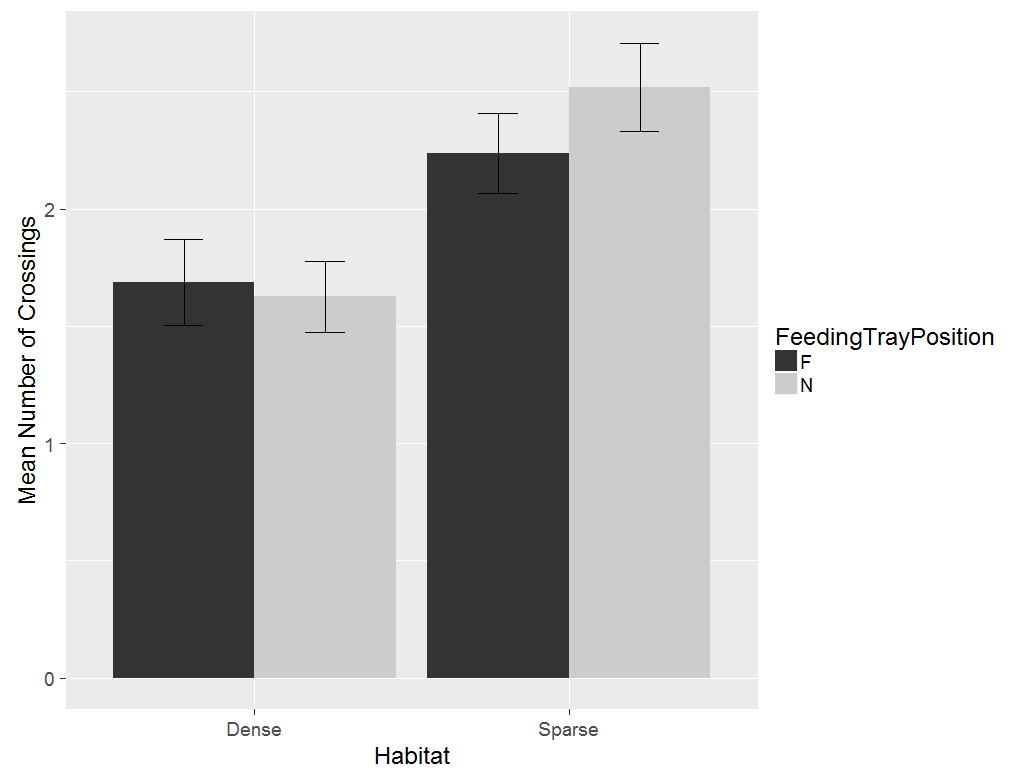 Mean Number of Crossings
2
1
0
Dense
Sparse
Habitat
FeedingTrayPosition
F
N